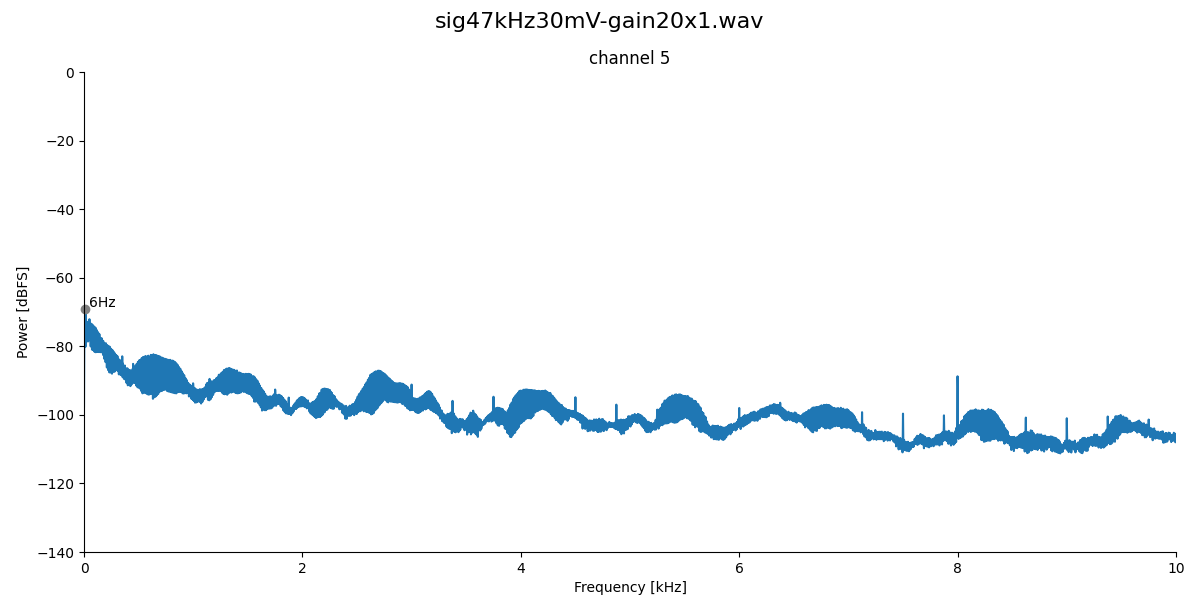 sig47kHz30mV-gain20x1.wav
channel 5
0
−20
−40
−60
−80
−100
−120
−140
Power [dBFS]
6Hz
0 2 4 6 8 10
Frequency [kHz]